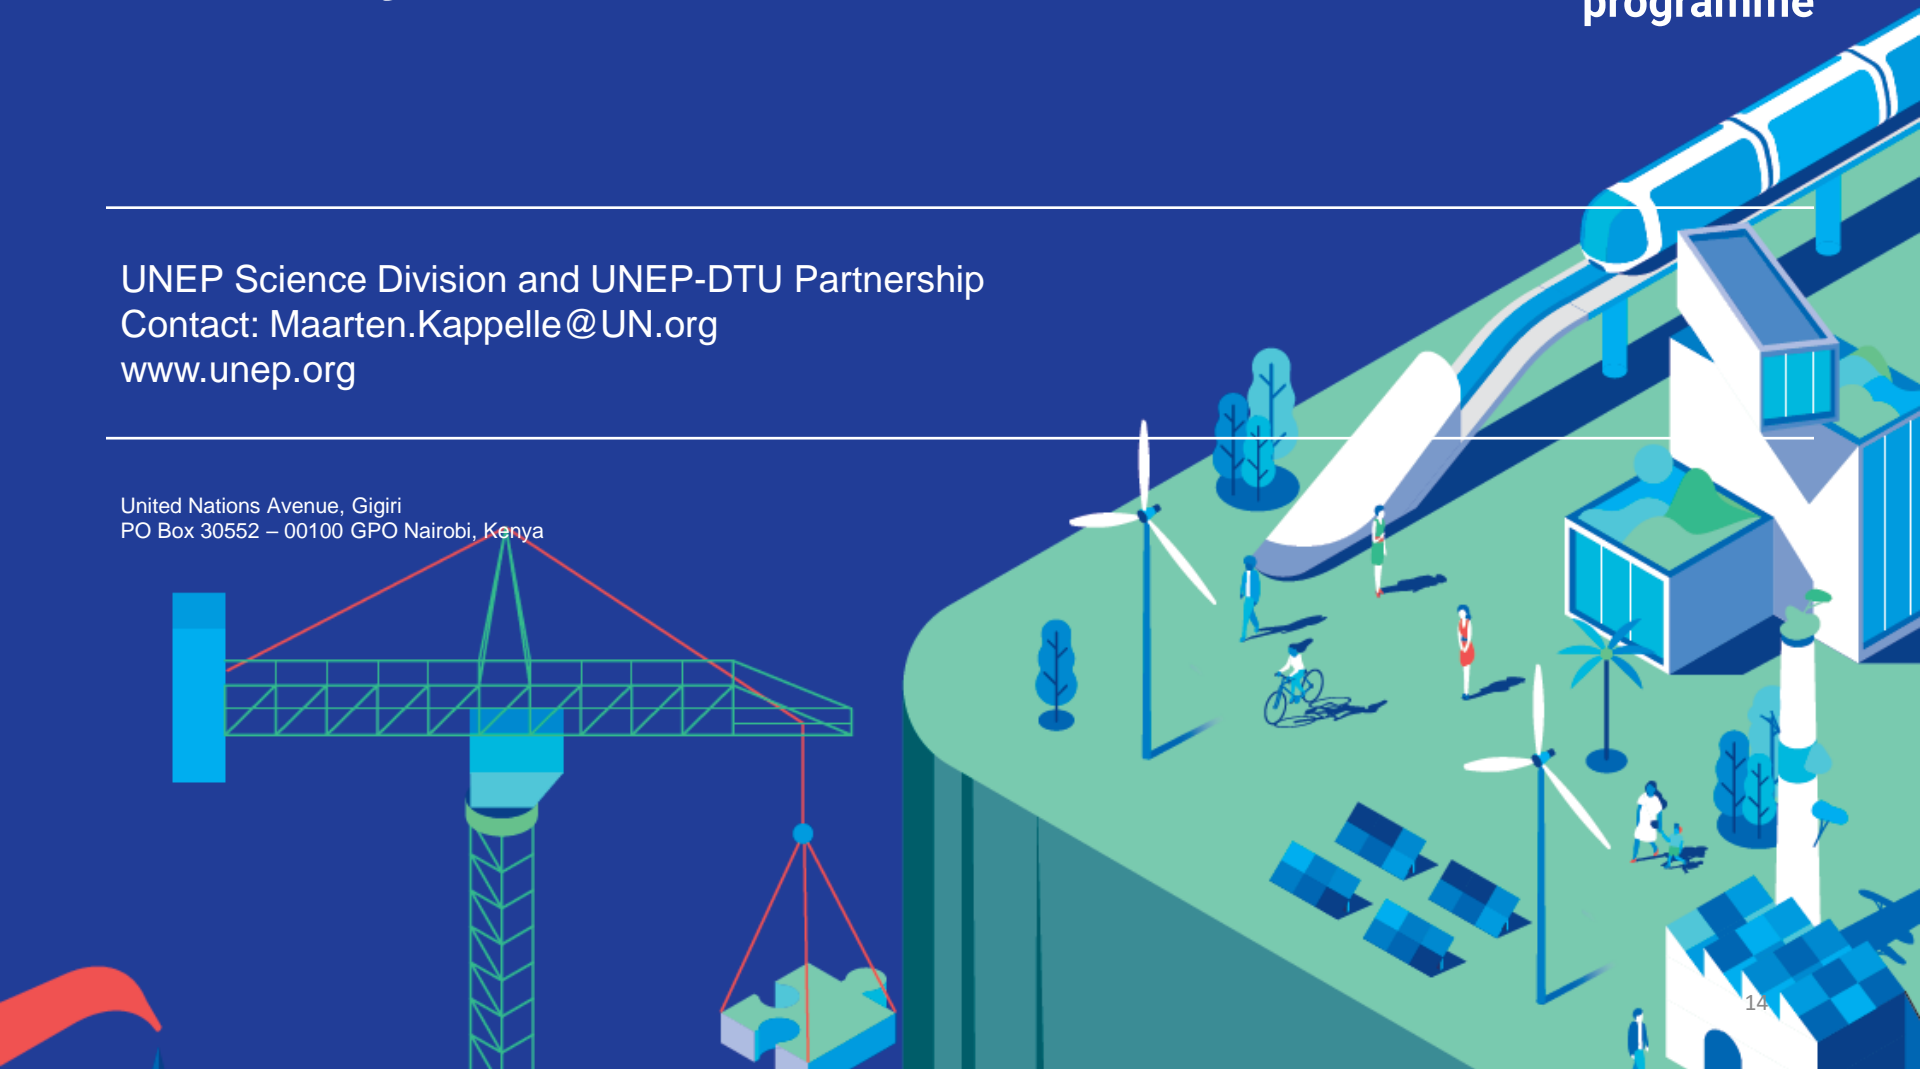 programme
UNEP Science Division and UNEP-DTU Partnership
Contact: Maarten.Kappelle@UN.org
www.unep.org
United Nations Avenue, Gigiri
PO Box 30552 – 00100 GPO Nairobi, Kenya
14